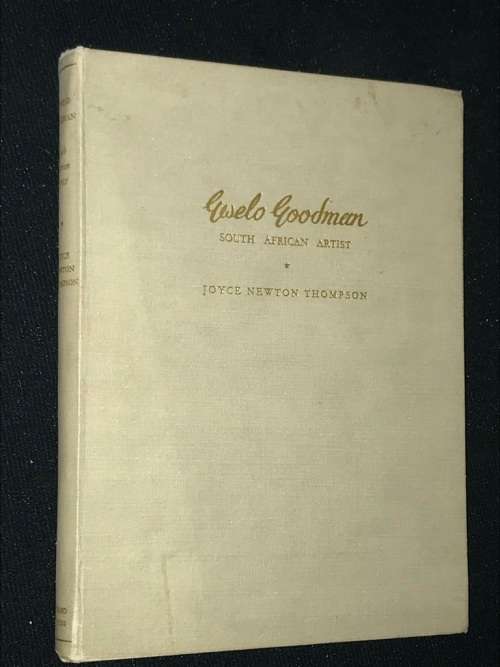 Gwelo Goodman
SOUTH AFRICAN ARTIST
*
JOYCE NEWTON THOMPSON